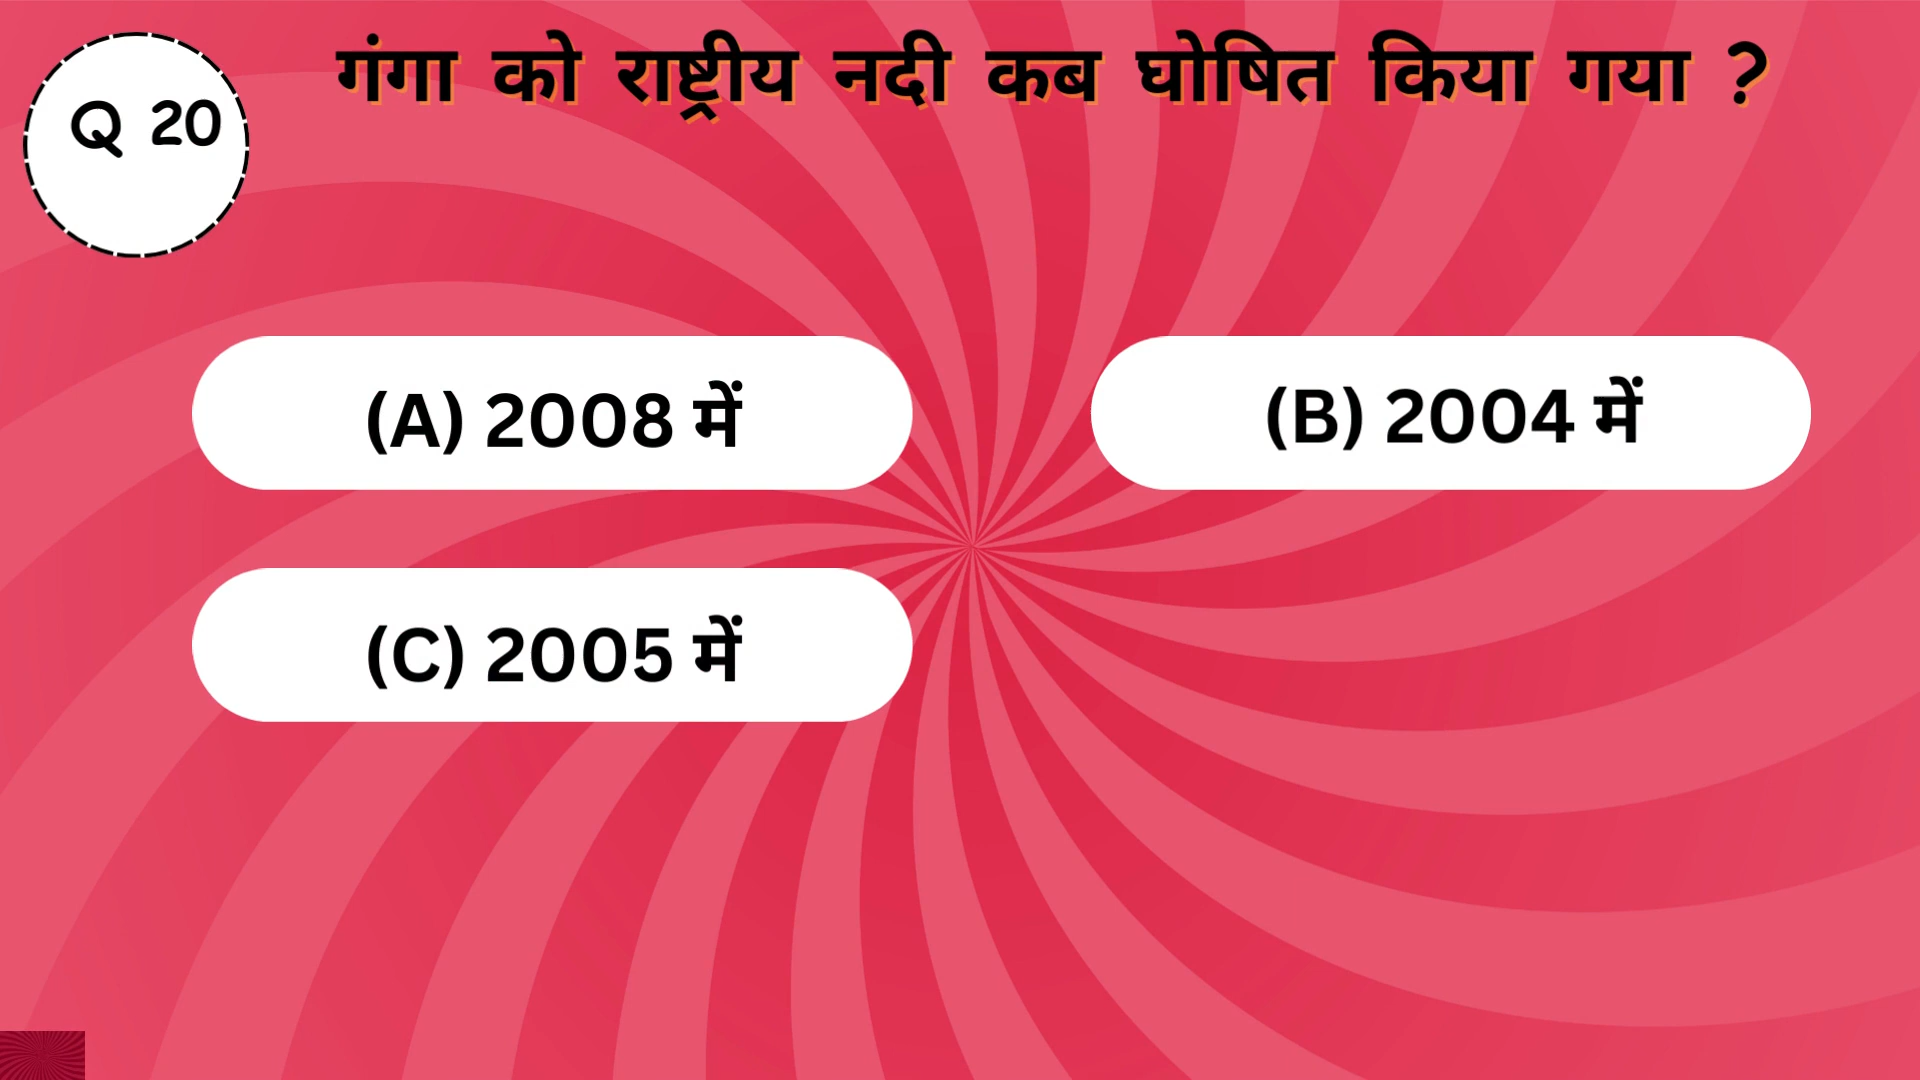 Q 20
गंगा को राष्ट्रीय नदी कब घोषित किया गया ?
(A) 2008 में
(B) 2004 में
(C) 2005 में